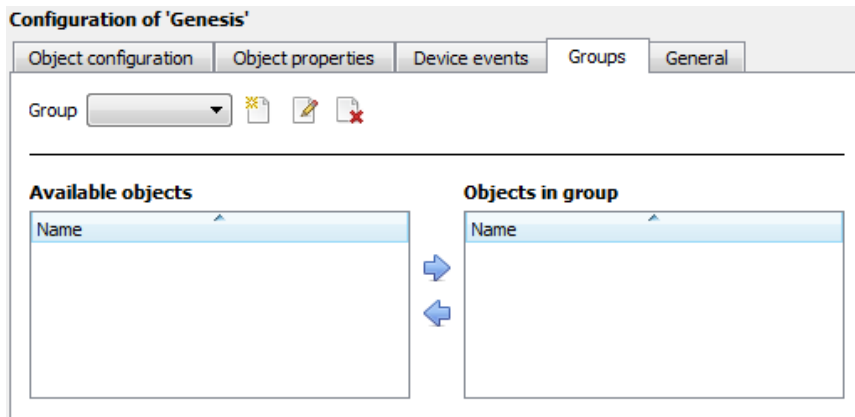 Configuration of 'Genesis'
Object configuration Object properties Device events Groups General
Group
Available objects Objects in group
Name Name